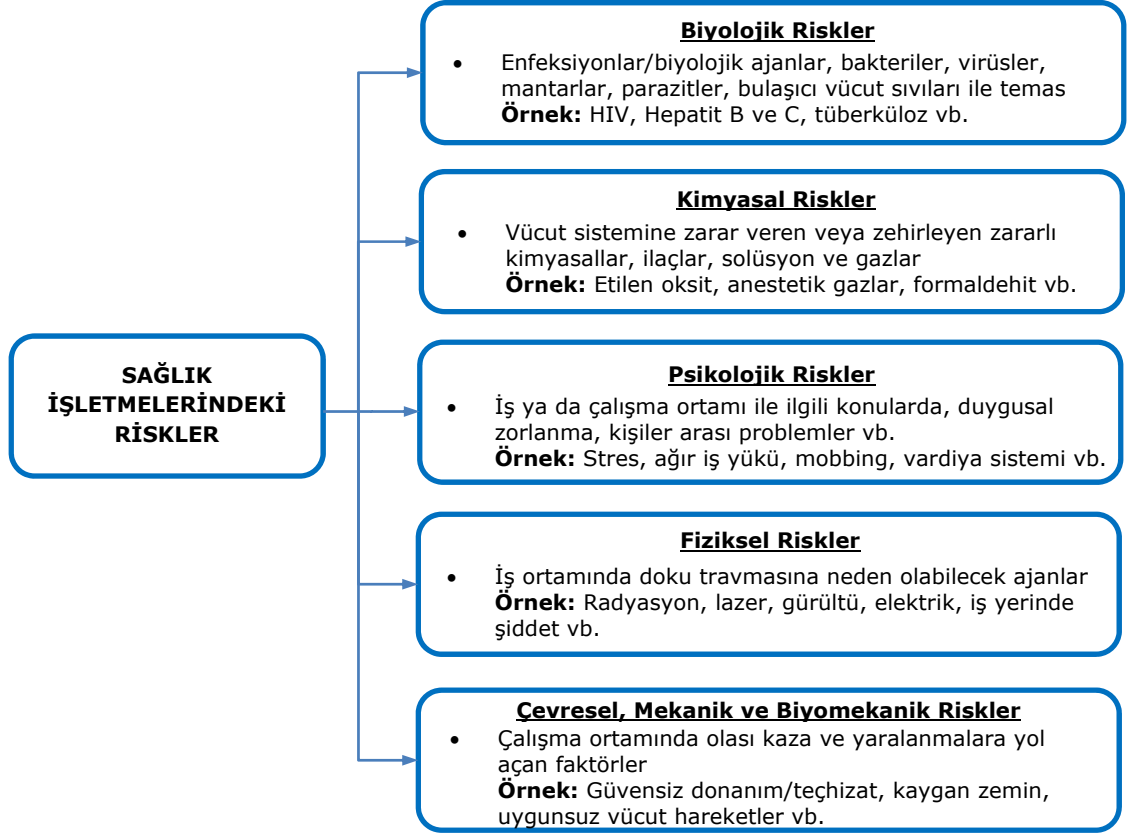 SAĞLIK
İŞLETMELERİNDEKİ
RİSKLER
Biyolojik Riskler
• Enfeksiyonlar/biyolojik ajanlar, bakteriler, virüsler,
mantarlar, parazitler, bulaşıcı vücut sıvıları ile temas
Örnek: HIV, Hepatit B ve C, tüberküloz vb.
Kimyasal Riskler
• Vücut sistemine zarar veren veya zehirleyen zararlı
kimyasallar, ilaçlar, solüsyon ve gazlar
Örnek: Etilen oksit, anestetik gazlar, formaldehit vb.
Psikolojik Riskler
• İş ya da çalışma ortamı ile ilgili konularda, duygusal
zorlanma, kişiler arası problemler vb.
Örnek: Stres, ağır iş yükü, mobbing, vardiya sistemi vb.
Fiziksel Riskler
• İş ortamında doku travmasına neden olabilecek ajanlar
Örnek: Radyasyon, lazer, gürültü, elektrik, iş yerinde
şiddet vb.
Çevresel, Mekanik ve Biyomekanik Riskler
• Çalışma ortamında olası kaza ve yaralanmalara yol
açan faktörler
Örnek: Güvensiz donanım/teçhizat, kaygan zemin,
uygunsuz vücut hareketler vb.